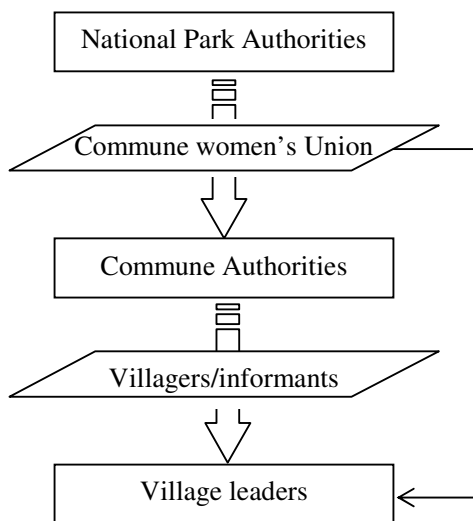 National Park Authorities
Commune women’s Union
Commune Authorities
Villagers/informants
Village leaders